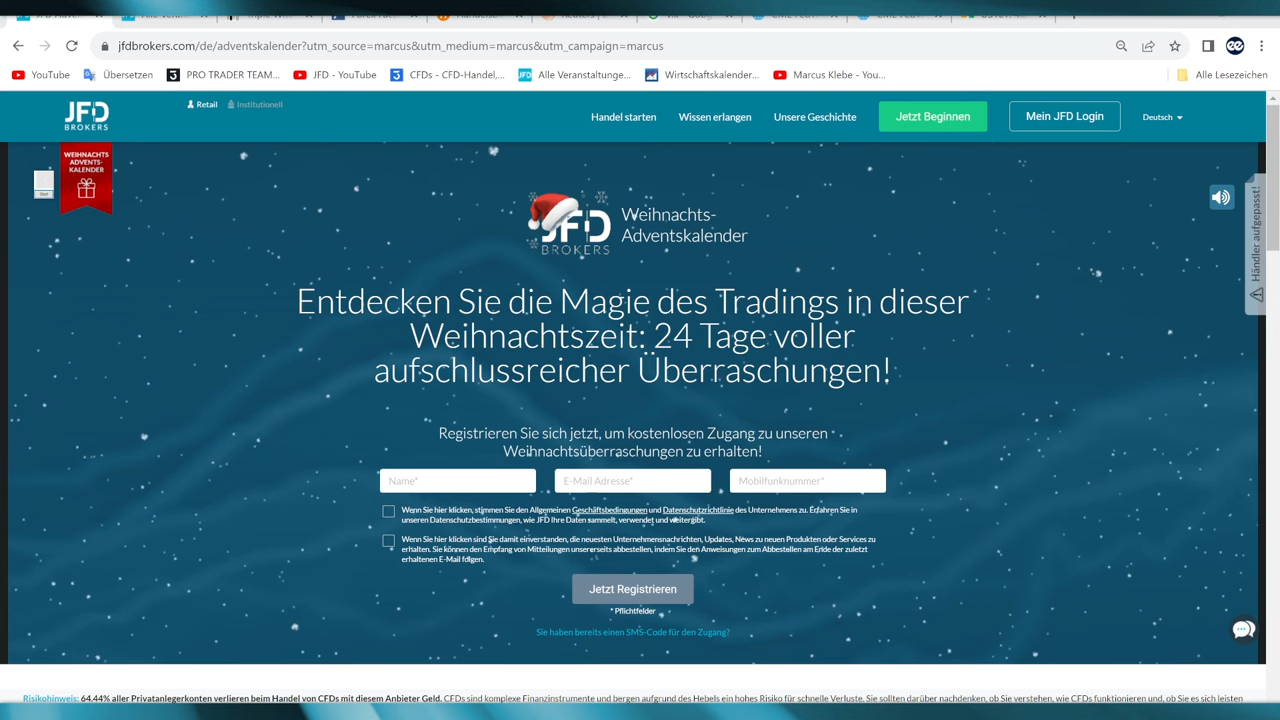 jfdbrokers.com/de/adventskalender?utm_source=marcus&utm_medium=marcus&utm_campaign=marcus
YouTube
Übersetzen
PRO TRADER TEAM...
JFD - YouTube
CFDs - CFD-Handel,...
Alle Veranstaltunge...
Wirtschaftskalender...
Marcus Klebe - You...
Alle Lesezeichen
JFD
BROKERS
Retail
Institutionell
Handel starten
Wissen erlangen
Unsere Geschichte
Jetzt Beginnen
Mein JFD Login
Deutsch
WEIHNACHTS
ADVENTS-
KALENDER
Start
Händler aufgepasst!
JFD
BROKERS
Weihnachts-
Adventskalender
Entdecken Sie die Magie des Tradings in dieser
Weihnachtszeit: 24 Tage voller
aufschlussreicher Überraschungen!
Registrieren Sie sich jetzt, um kostenlosen Zugang zu unseren
Weihnachtsüberraschungen zu erhalten!
Name*
E-Mail Adresse*
Mobilfunknummer*
Wenn Sie hier klicken, stimmen Sie den Allgemeinen Geschäftsbedingungen und Datenschutzrichtlinie des Unternehmens zu. Erfahren Sie in
unseren Datenschutzbestimmungen, wie JFD Ihre Daten sammelt, verwendet und weitergibt.
Wenn Sie hier klicken sind Sie damit einverstanden, die neuesten Unternehmensnachrichten, Updates, News zu neuen Produkten oder Services zu
erhalten. Sie können den Empfang von Mitteilungen unsererseits abbestellen, indem Sie den Anweisungen zum Abbestellen am Ende der zuletzt
erhaltenen E-Mail folgen.
Jetzt Registrieren
* Pflichtfelder
Sie haben bereits einen SMS-Code für den Zugang?
Risikohinweis: 64.44% aller Privatanlegerkonten verlieren beim Handel von CFDs mit diesem Anbieter Geld. CFDs sind komplexe Finanzinstrumente und bergen aufgrund des Hebels ein hohes Risiko für schnelle Verluste. Sie sollten darüber nachdenken, ob Sie verstehen, wie CFDs funktionieren und, ob Sie es sich leisten